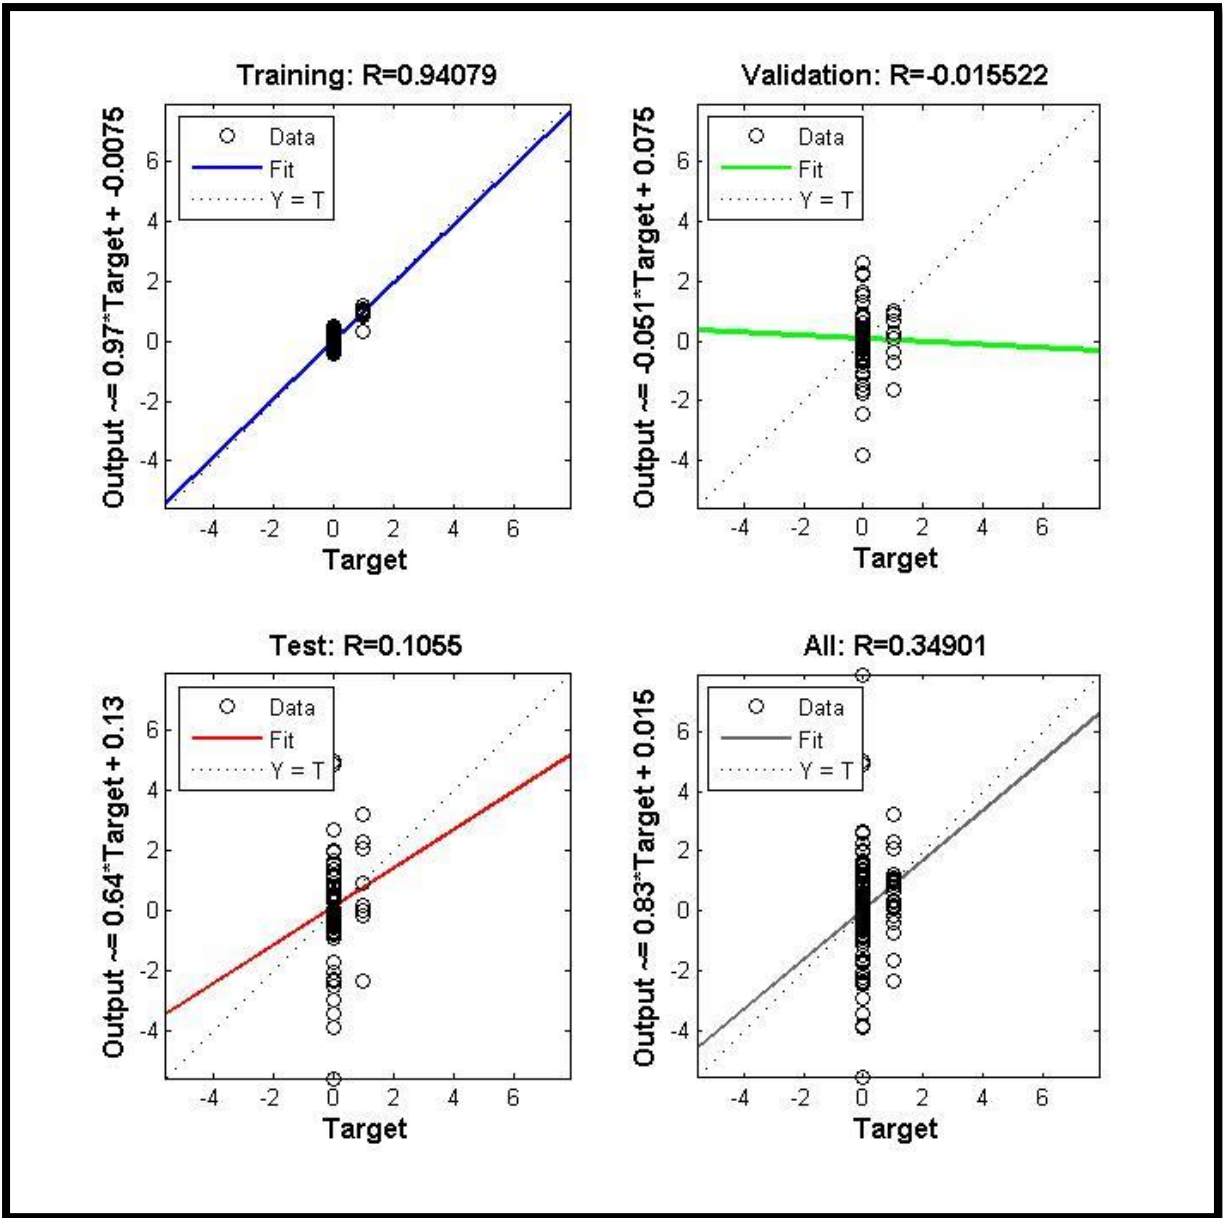 Training: R=0.94079
Output ~= 0.97*Target + -0.0075
Data
Fit
Y = T
6
4
2
0
-2
-4
-4 -2 0 2 4 6
Target
Validation: R=-0.015522
Output ~= -0.051*Target + 0.075
Data
Fit
Y = T
6
4
2
0
-2
-4
-4 -2 0 2 4 6
Target
Test: R=0.1055
Output ~= 0.64*Target + 0.13
Data
Fit
Y = T
6
4
2
0
-2
-4
-4 -2 0 2 4 6
Target
All: R=0.34901
Output ~= 0.83*Target + 0.015
Data
Fit
Y = T
6
4
2
0
-2
-4
-4 -2 0 2 4 6
Target